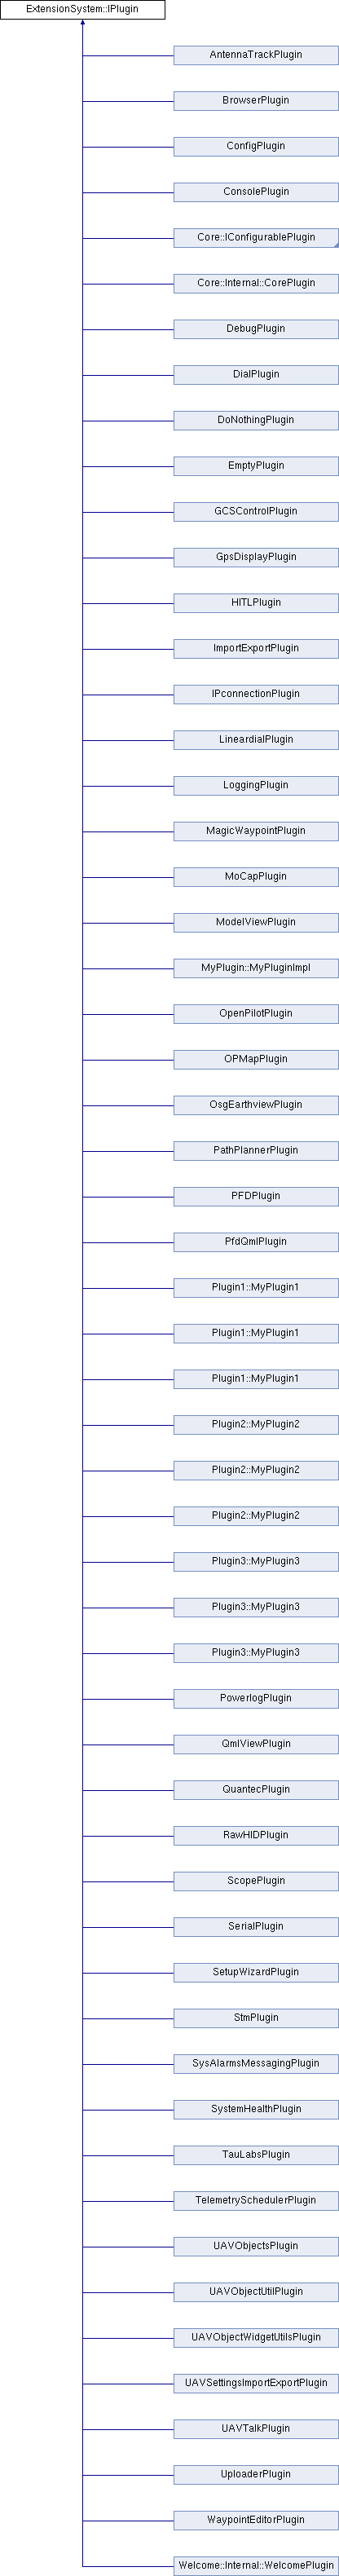 ExtensionSystem::IPlugin
AntennaTrackPlugin
BrowserPlugin
ConfigPlugin
ConsolePlugin
Core::IConfigurablePlugin
Core::Internal::CorePlugin
DebugPlugin
DialPlugin
DoNothingPlugin
EmptyPlugin
GCSControlPlugin
GpsDisplayPlugin
HITLPlugin
ImportExportPlugin
IPconnectionPlugin
LineardialPlugin
LoggingPlugin
MagicWaypointPlugin
MoCapPlugin
ModelViewPlugin
MyPlugin::MyPluginImpl
OpenPilotPlugin
OPMapPlugin
OsgEarthviewPlugin
PathPlannerPlugin
PFDPlugin
PfdQmlPlugin
Plugin1::MyPlugin1
Plugin1::MyPlugin1
Plugin1::MyPlugin1
Plugin2::MyPlugin2
Plugin2::MyPlugin2
Plugin2::MyPlugin2
Plugin3::MyPlugin3
Plugin3::MyPlugin3
Plugin3::MyPlugin3
PowerlogPlugin
QmlViewPlugin
QuantecPlugin
RawHIDPlugin
ScopePlugin
SerialPlugin
SetupWizardPlugin
StmPlugin
SysAlarmsMessagingPlugin
SystemHealthPlugin
TauLabsPlugin
TelemetrySchedulerPlugin
UAVObjectsPlugin
UAVObjectUtilPlugin
UAVObjectWidgetUtilsPlugin
UAVSettingsImportExportPlugin
UAVTalkPlugin
UploaderPlugin
WaypointEditorPlugin
Welcome::Internal::WelcomePlugin